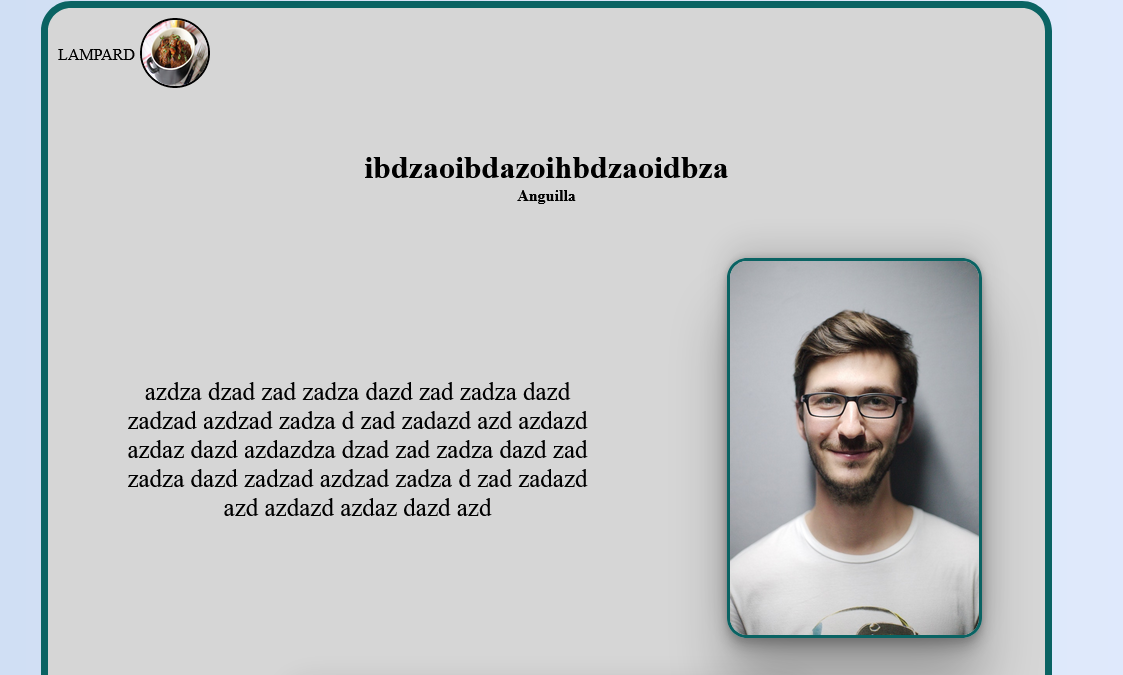 LAMPARD
ibdzaoibdazoihbdzaoidbza
Anguilla
azdza dzad zad zadza dazd zad zadza dazd
zadzad azdzad zadza d zad zadazd azd azdazd
azdaz dazd azdazdza dzad zad zadza dazd zad
zadza dazd zadzad azdzad zadza d zad zadazd
azd azdazd azdaz dazd azd